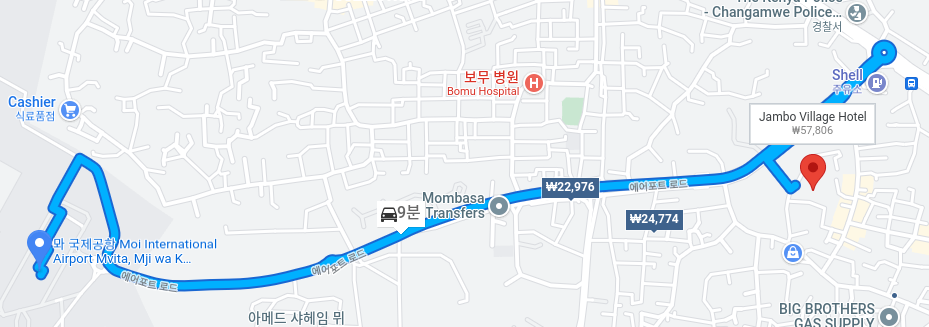 The Kenya Police
- Changamwe Police...
경찰서
보무 병원
Bomu Hospital
Shell
주유소
Cashier
식료품점
Jambo Village Hotel
₩57,806
₩22,976
에어포트 로드
Mombasa
Transfers
9분
₩24,774
와 국제공항 Moi International
Airport Mvita, Mji wa K...
에어포트 로드
에어포트 로드
아메드 샤헤임 뮈
BIG BROTHERS
GAS SUPPLY